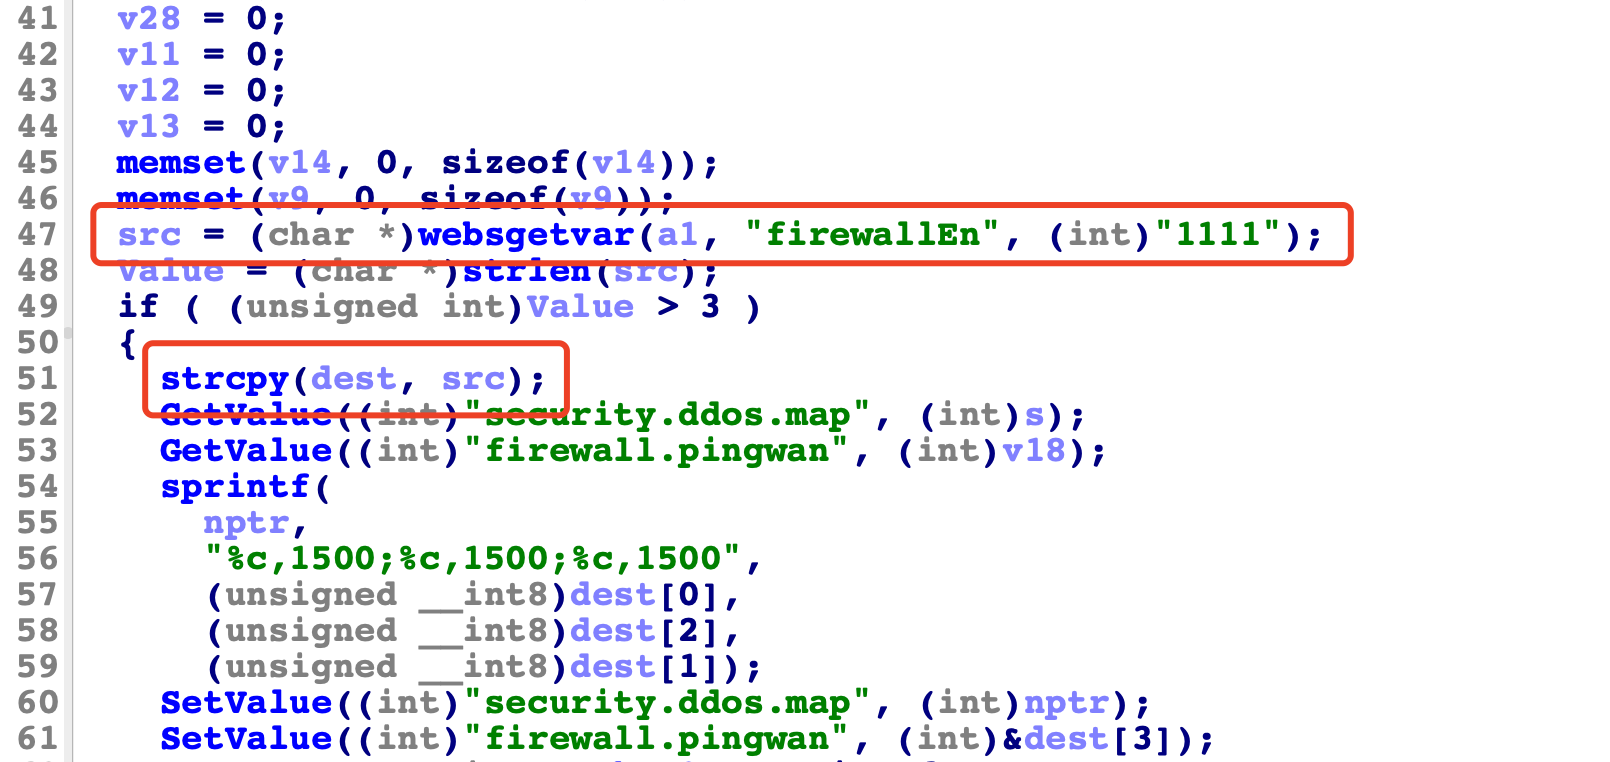 41 v28 = 0;
42 v11 = 0;
43 v12 = 0;
44 v13 = 0;
45 memset(v14, 0, sizeof(v14));
46 memset(v9, 0, sizeof(v9));
47 src = (char *)websgetvar(a1, "firewallEn", (int)"1111");
48 Value = (char *)strlen(src);
49 if ( (unsigned int)Value > 3 )
50 {
51 strcpy(dest, src);
52 GetValue((int)"security.ddos.map", (int)s);
53 GetValue((int)"firewall.pingwan", (int)v18);
54 sprintf(
55 nptr,
56 "%c,1500;%c,1500;%c,1500",
57 (unsigned __int8)dest[0],
58 (unsigned __int8)dest[2],
59 (unsigned __int8)dest[1]);
60 SetValue((int)"security.ddos.map", (int)nptr);
61 SetValue((int)"firewall.pingwan", (int)&dest[3]);